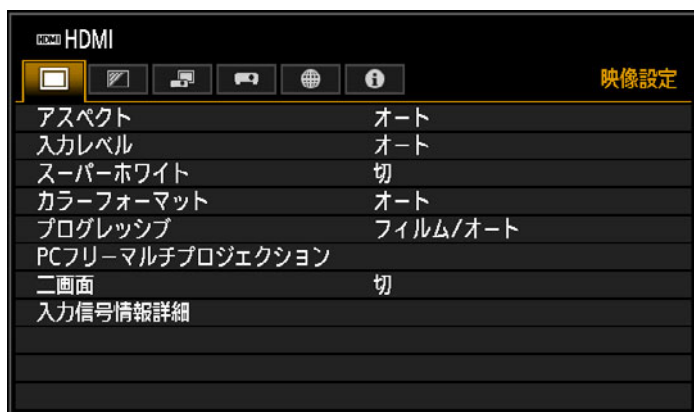 HDMI HDMI
映像設定
アスペクト オート
入力レベル オート
スーパーホワイト 切
カラーフォーマット オート
プログレッシブ フィルム/オート
PCフリーマルチプロジェクション
二画面 切
入力信号情報詳細